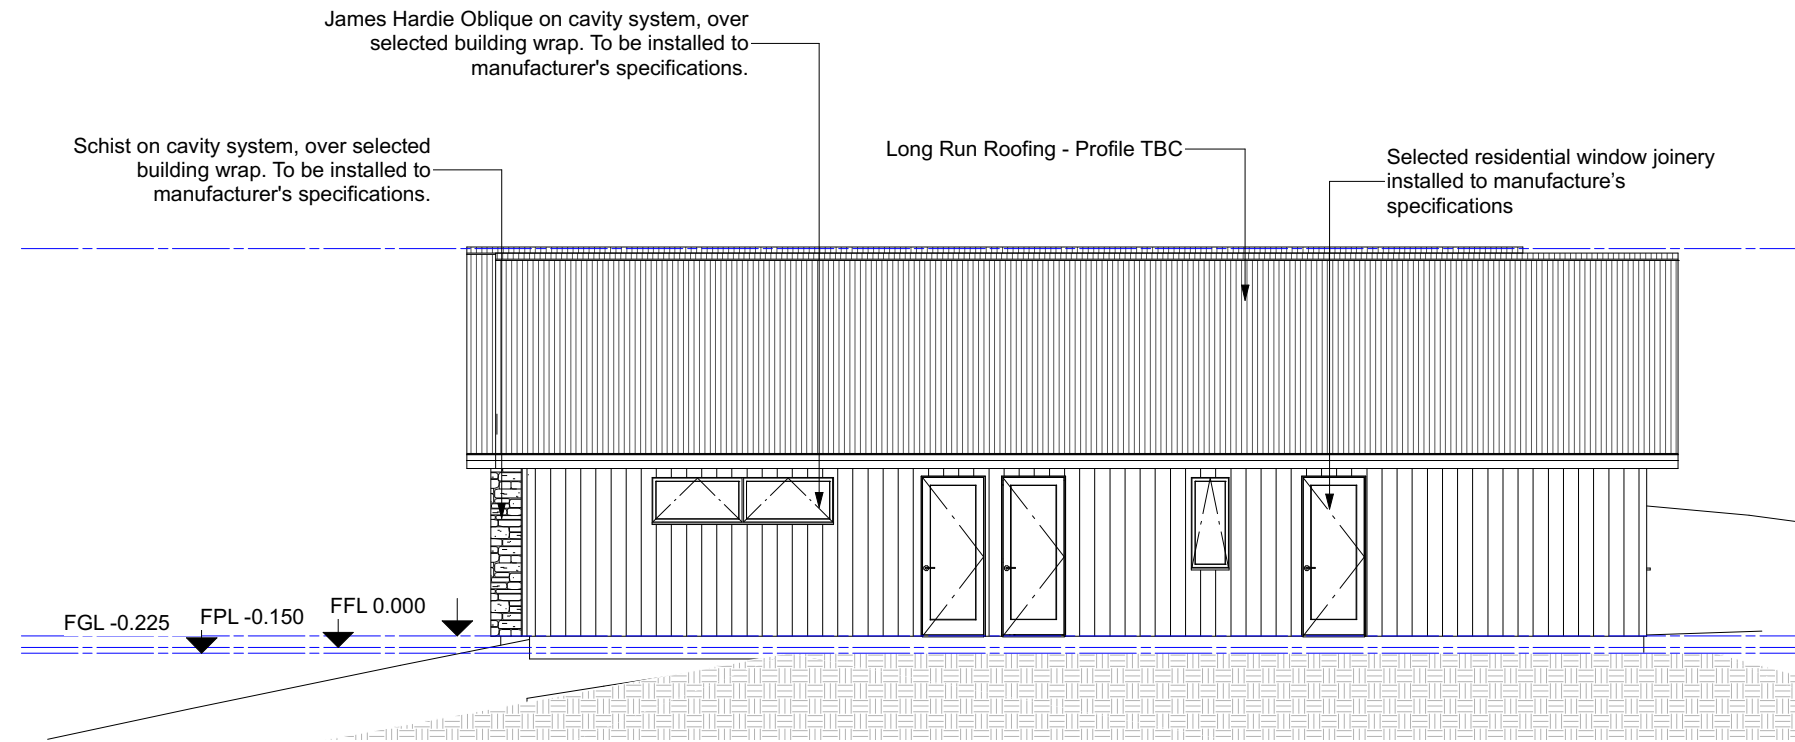 James Hardie Oblique on cavity system, over
selected building wrap. To be installed to
manufacturer's specifications.
Schist on cavity system, over selected
building wrap. To be installed to
manufacturer's specifications.
Long Run Roofing - Profile TBC
Selected residential window joinery
installed to manufacture’s
specifications
FGL -0.225
FPL -0.150
FFL 0.000